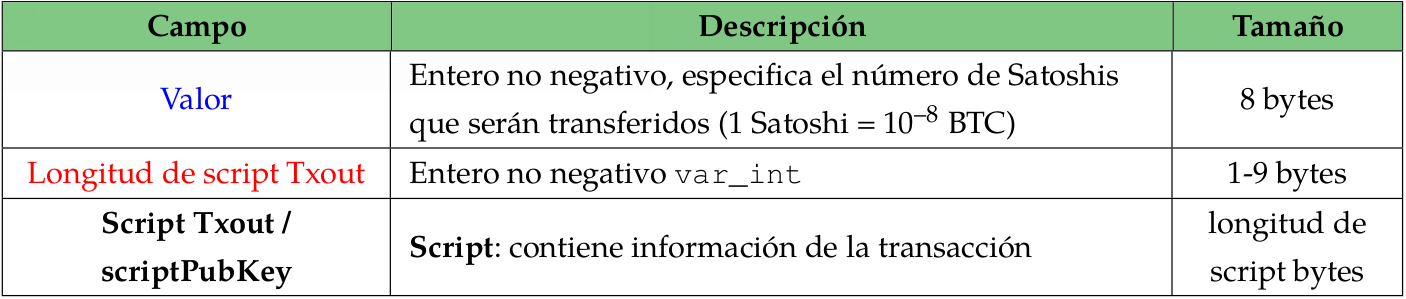 Campo Descripción Tamaño
Valor
Entero no negativo, especifica el número de Satoshis
que serán transferidos (1 Satoshi = 10⁻⁸ BTC)
8 bytes
Longitud de script Txout Entero no negativo var_int 1-9 bytes
Script Txout /
scriptPubKey
Script: contiene información de la transacción
longitud de
script bytes